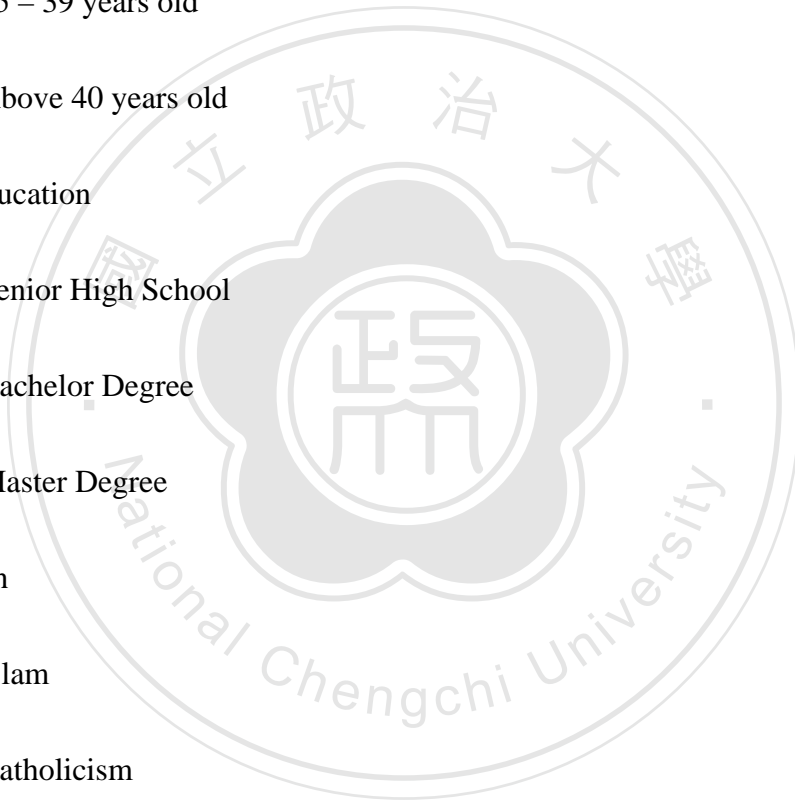 5 – 39 years old
bove 40 years old
ucation
enior High School
achelor Degree
Master Degree
n
lam
atholicism
國立政治大學
政
National Chengchi University